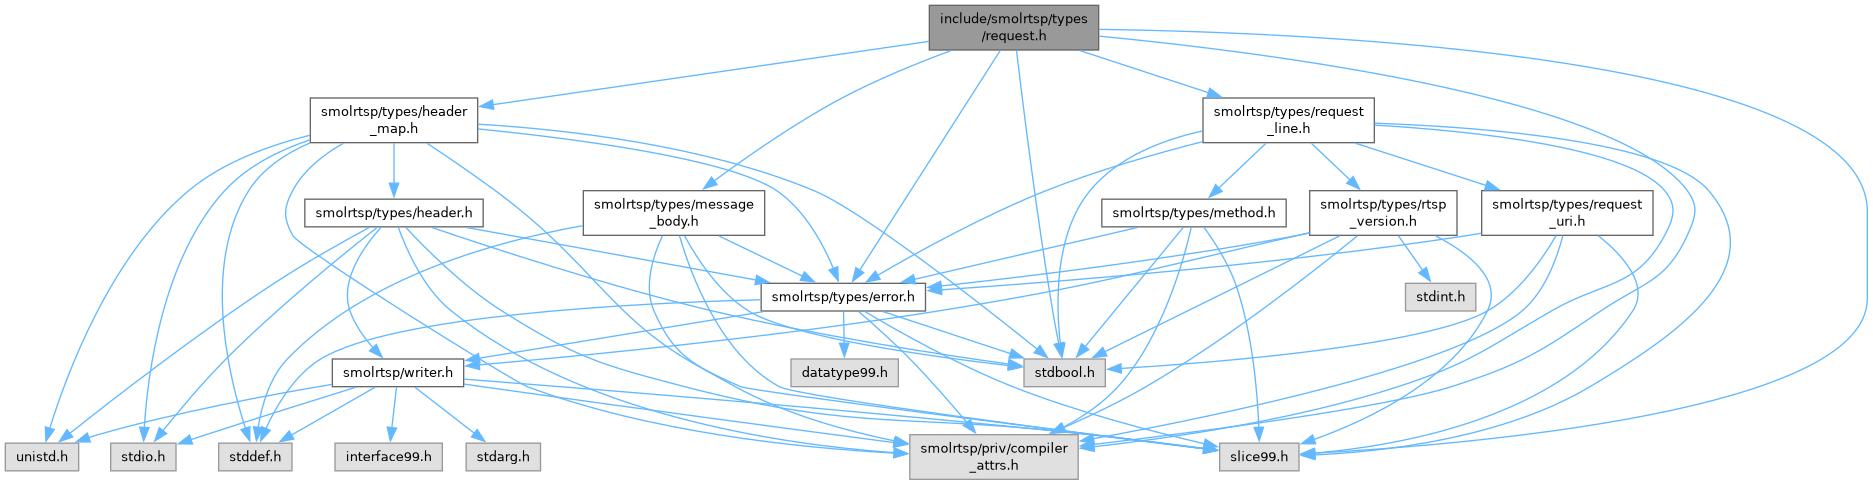 include/smolrtsp/types
/request.h
smolrtsp/types/header
_map.h
smolrtsp/types/request
_line.h
smolrtsp/types/header.h
smolrtsp/types/message
_body.h
smolrtsp/types/method.h
smolrtsp/types/rtsp
_version.h
smolrtsp/types/request
_uri.h
smolrtsp/types/error.h
stdint.h
smolrtsp/writer.h
datatype99.h
stdbool.h
unistd.h
stdio.h
stddef.h
interface99.h
stdarg.h
smolrtsp/priv/compiler
_attrs.h
slice99.h